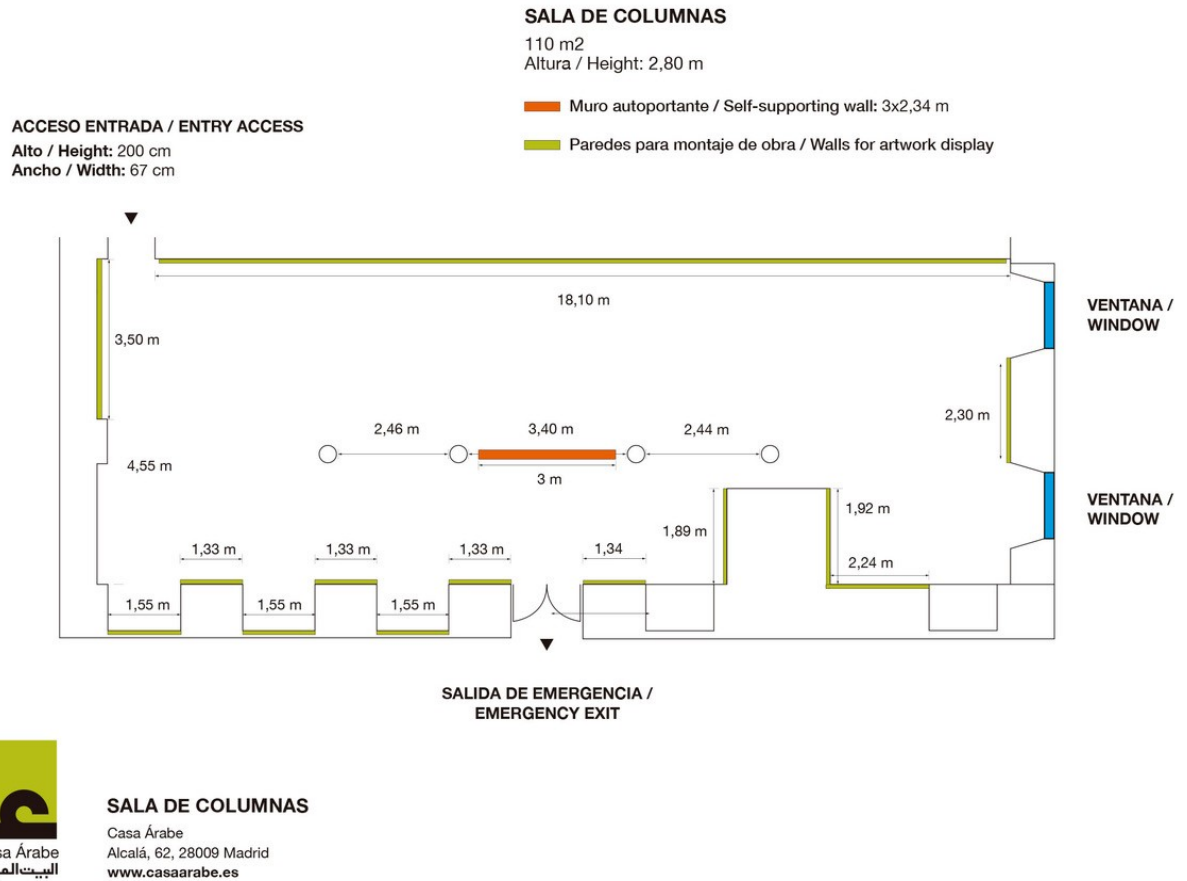 SALA DE COLUMNAS
110 m2
Altura / Height: 2,80 m
Muro autoportante / Self-supporting wall: 3x2,34 m
Paredes para montaje de obra / Walls for artwork display
ACCESO ENTRADA / ENTRY ACCESS
Alto / Height: 200 cm
Ancho / Width: 67 cm
18,10 m
3,50 m
VENTANA /
WINDOW
2,30 m
2,46 m
3,40 m
2,44 m
3 m
4,55 m
VENTANA /
WINDOW
1,89 m
1,92 m
1,33 m
1,33 m
1,33 m
1,34
2,24 m
1,55 m
1,55 m
1,55 m
SALIDA DE EMERGENCIA /
EMERGENCY EXIT
SALA DE COLUMNAS
Casa Árabe
Alcalá, 62, 28009 Madrid
www.casaarabe.es
sa Árabe
البيت الع